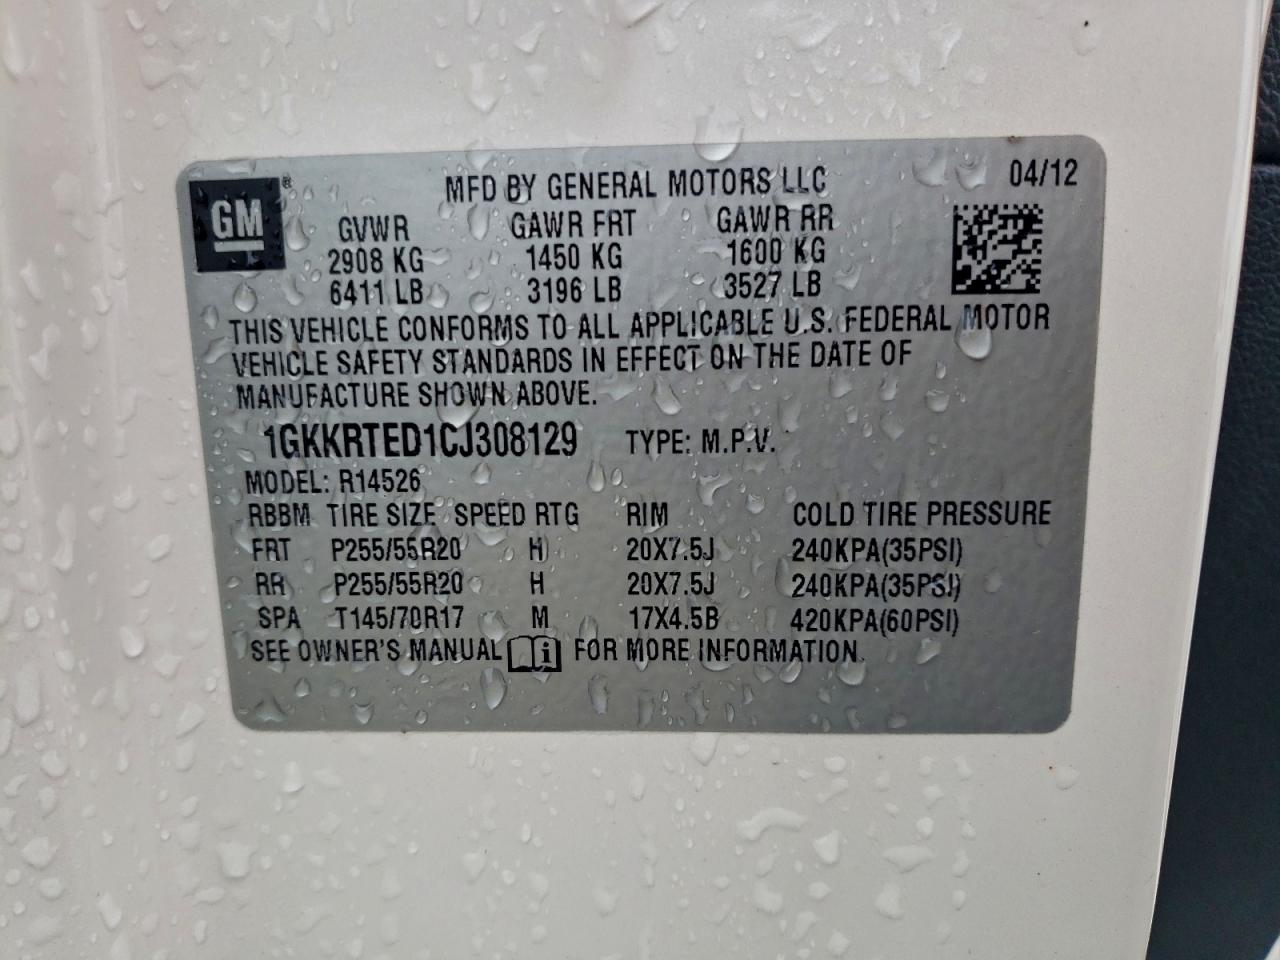 GM®
MFD BY GENERAL MOTORS LLC 04/12
GVWR GAWR FRT GAWR RR
2908 KG 1450 KG 1600 KG
6411 LB 3196 LB 3527 LB
THIS VEHICLE CONFORMS TO ALL APPLICABLE U.S. FEDERAL MOTOR
VEHICLE SAFETY STANDARDS IN EFFECT ON THE DATE OF
MANUFACTURE SHOWN ABOVE.
1GKKRTED1CJ308129 TYPE: M.P.V.
MODEL: R14526
RBBM TIRE SIZE SPEED RTG RIM COLD TIRE PRESSURE
FRT P255/55R20 H 20X7.5J 240KPA(35PSI)
RR P255/55R20 H 20X7.5J 240KPA(35PSI)
SPA T145/70R17 M 17X4.5B 420KPA(60PSI)
SEE OWNER'S MANUAL i FOR MORE INFORMATION.